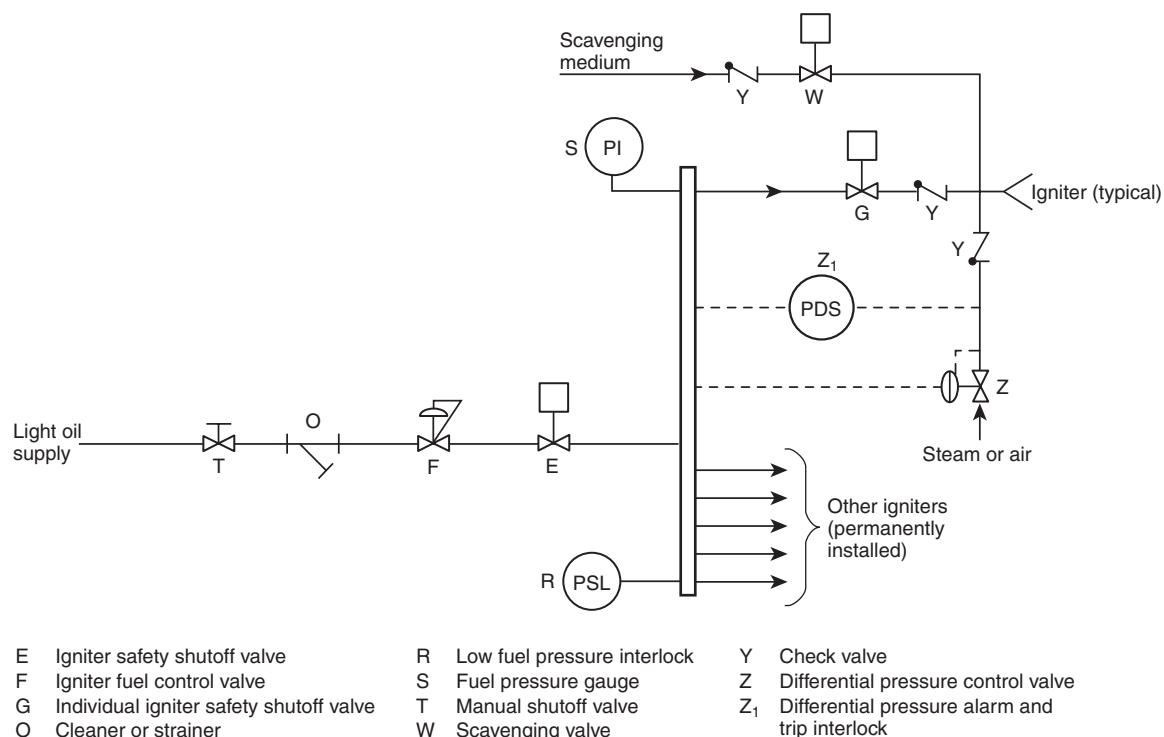 Scavenging
medium
Y
W
S
PI
G
Y
Igniter (typical)
Y
Z₁
PDS
Z
Light oil
supply
T
O
F
E
Steam or air
Other igniters
(permanently
installed)
R
PSL
E Igniter safety shutoff valve
F Igniter fuel control valve
G Individual igniter safety shutoff valve
O Cleaner or strainer
R Low fuel pressure interlock
S Fuel pressure gauge
T Manual shutoff valve
W Scavenging valve
Y Check valve
Z Differential pressure control valve
Z₁ Differential pressure alarm and
trip interlock